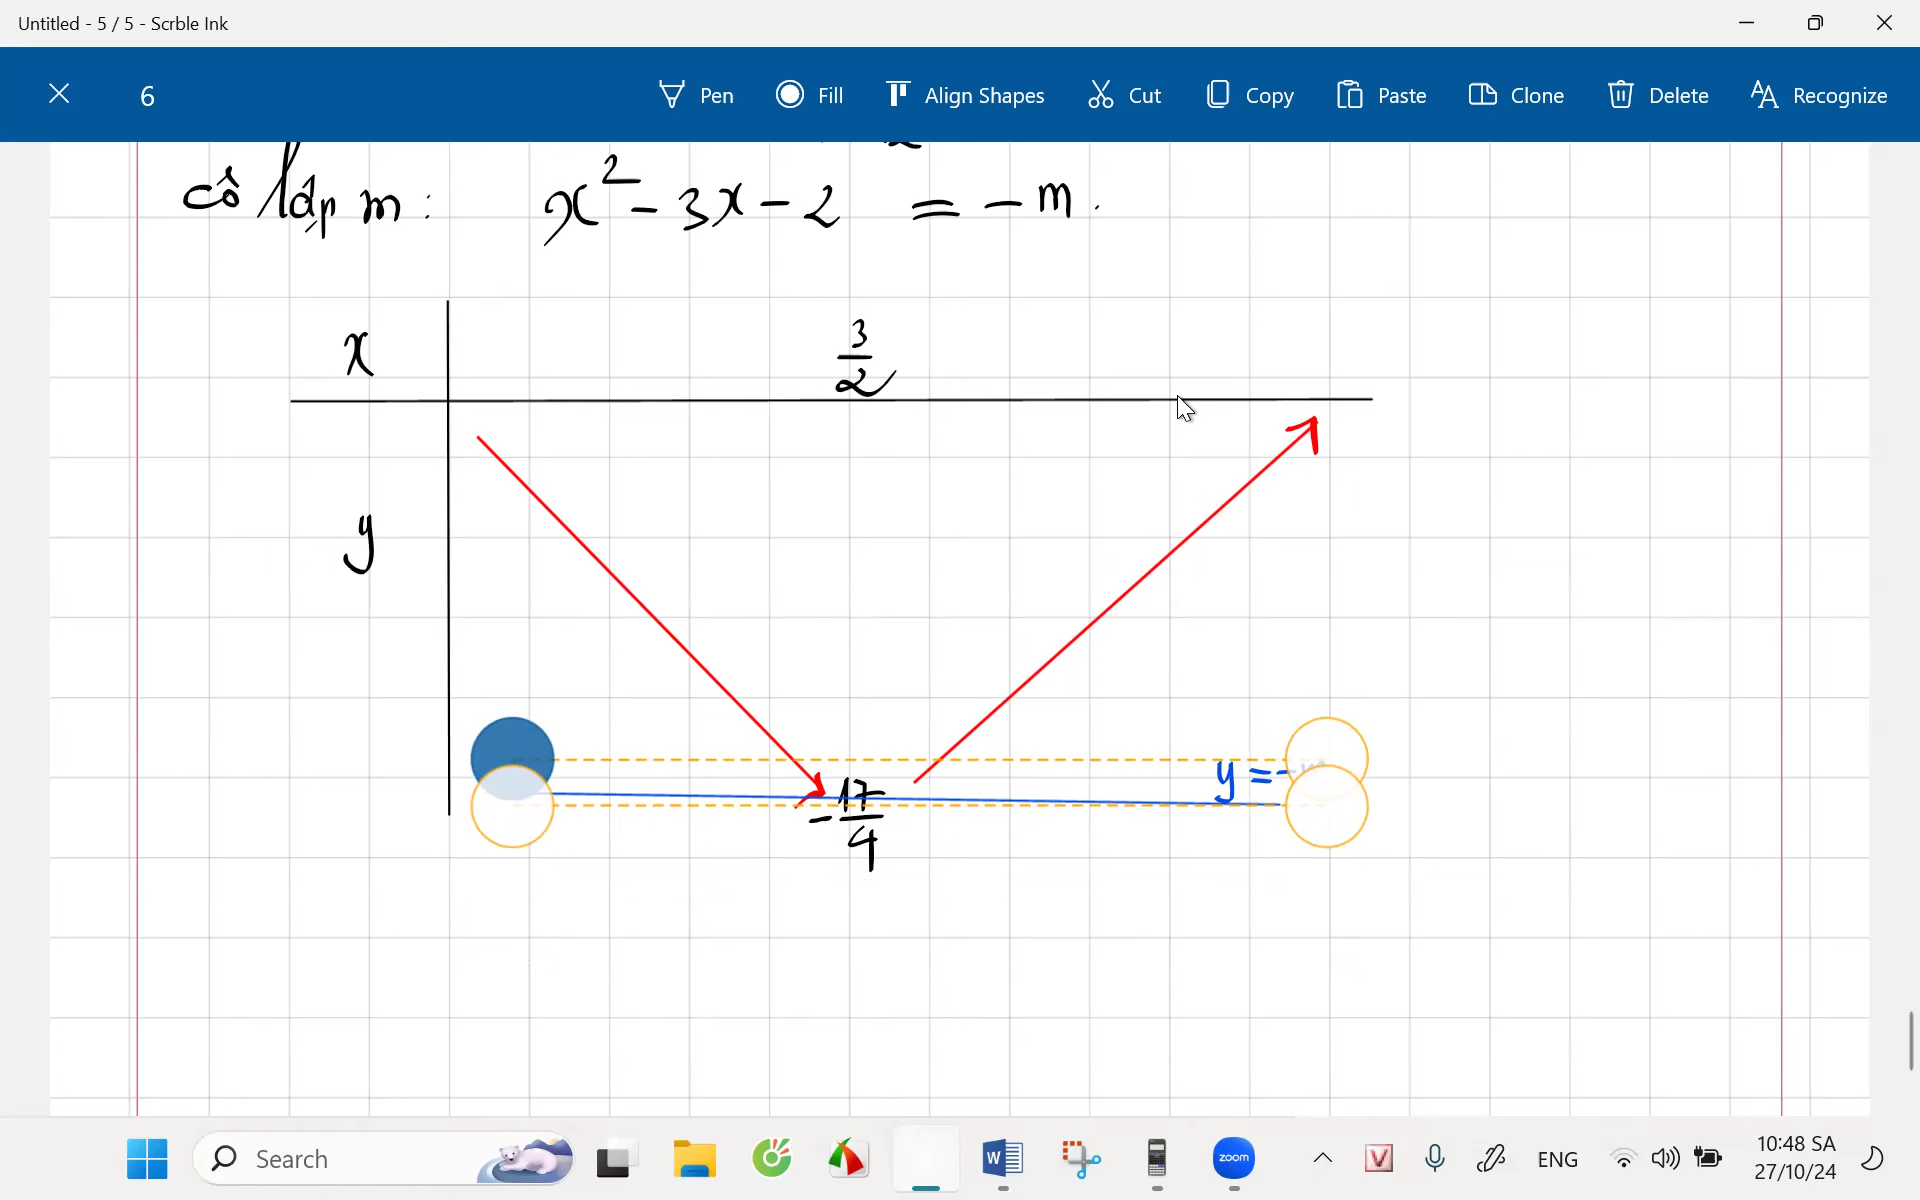 Untitled - 5 / 5 - Scrble Ink
6 Pen Fill Align Shapes Cut Copy Paste Clone Delete Recognize
cô lập m: x² - 3x - 2 = -m.
x 3/2
y
y = -
-17/4
Search zoom ENG 10:48 SA
27/10/24